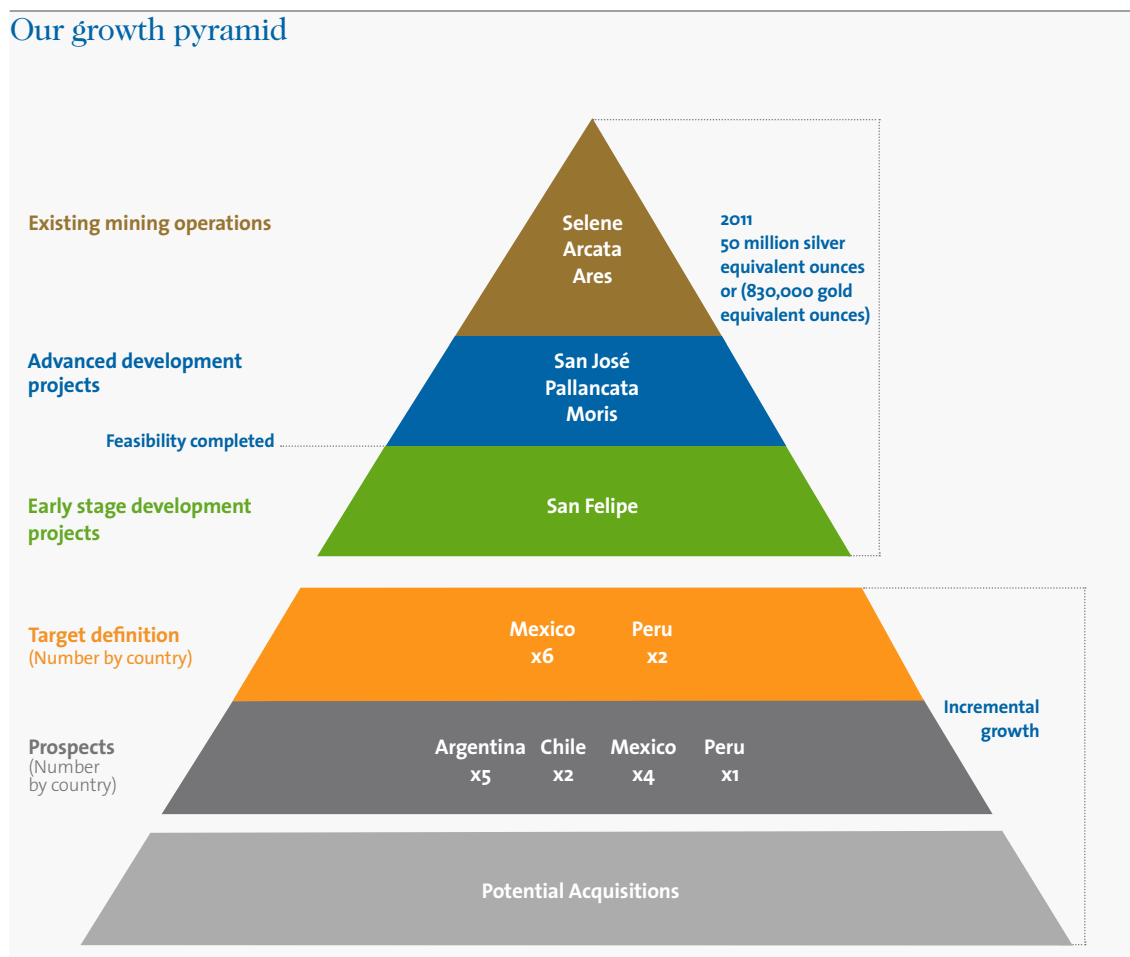 Our growth pyramid
Existing mining operations
Selene
Arcata
Ares
2011
50 million silver
equivalent ounces
or (830,000 gold
equivalent ounces)
Advanced development
projects
San José
Pallancata
Moris
Feasibility completed
Early stage development
projects
San Felipe
Target definition
(Number by country)
Mexico Peru
x6 x2
Incremental
growth
Prospects
(Number
by country)
Argentina Chile Mexico Peru
x5 x2 x4 x1
Potential Acquisitions